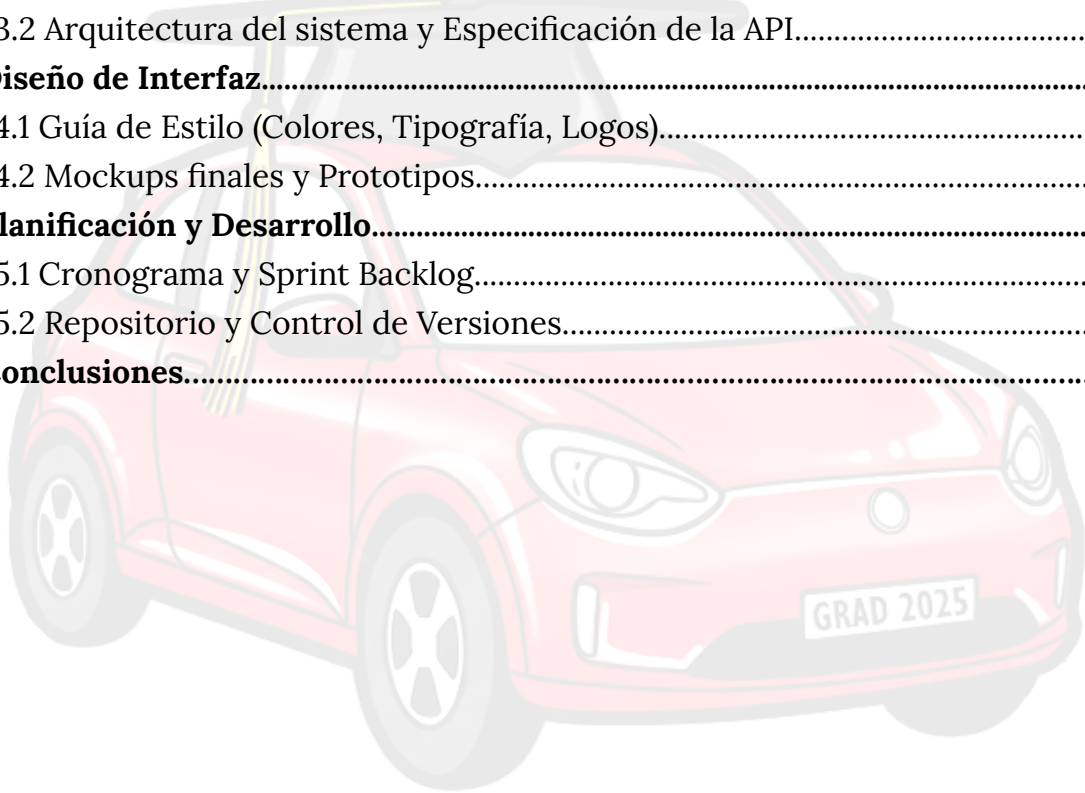 3.2 Arquitectura del sistema y Especificación de la API
iseño de Interfaz
4.1 Guía de Estilo (Colores, Tipografía, Logos)
4.2 Mockups finales y Prototipos
lanificación y Desarrollo
5.1 Cronograma y Sprint Backlog
5.2 Repositorio y Control de Versiones
onclusiones
GRAD 2025